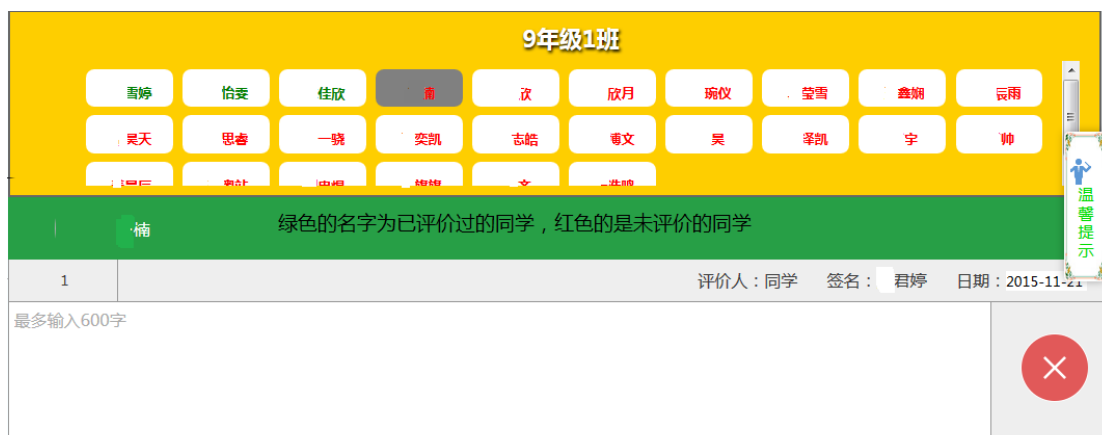 9年级1班
雪婷 怡雯 佳欣 欣月 琬仪 莹雪 鑫娴 辰雨
昊天 思睿 一骁 奕凯 志皓 博文 昊 泽凯 宇 帅
楠 绿色的名字为已评价过的同学，红色的是未评价的同学
温馨提示
1 评价人：同学 签名： 君婷 日期：2015-11-21
最多输入600字